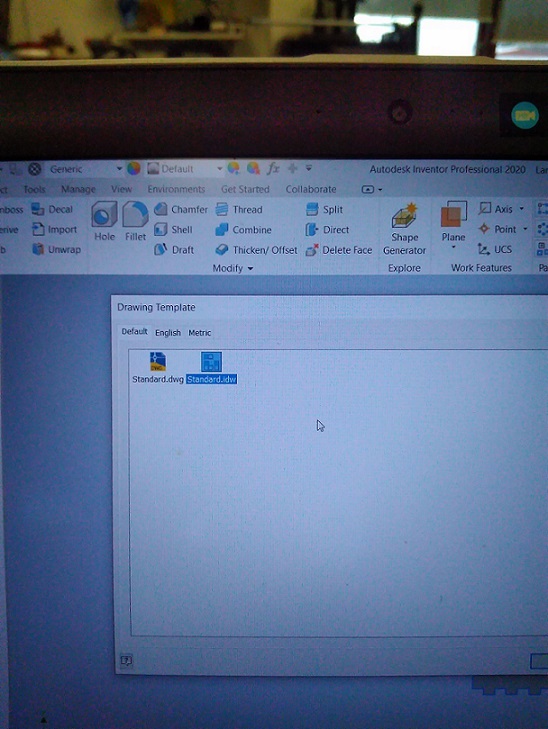 Generic Default fx Autodesk Inventor Professional 2020
Tools Manage View Environments Get Started Collaborate
Decal Chamfer Thread Split Axis
Import Shell Combine Direct Point
Unwrap Hole Fillet Draft Thicken/ Offset Delete Face Shape Generator Plane UCS
Modify Explore Work Features
Drawing Template
Default English Metric
DWG
Standard.dwg Standard.idw